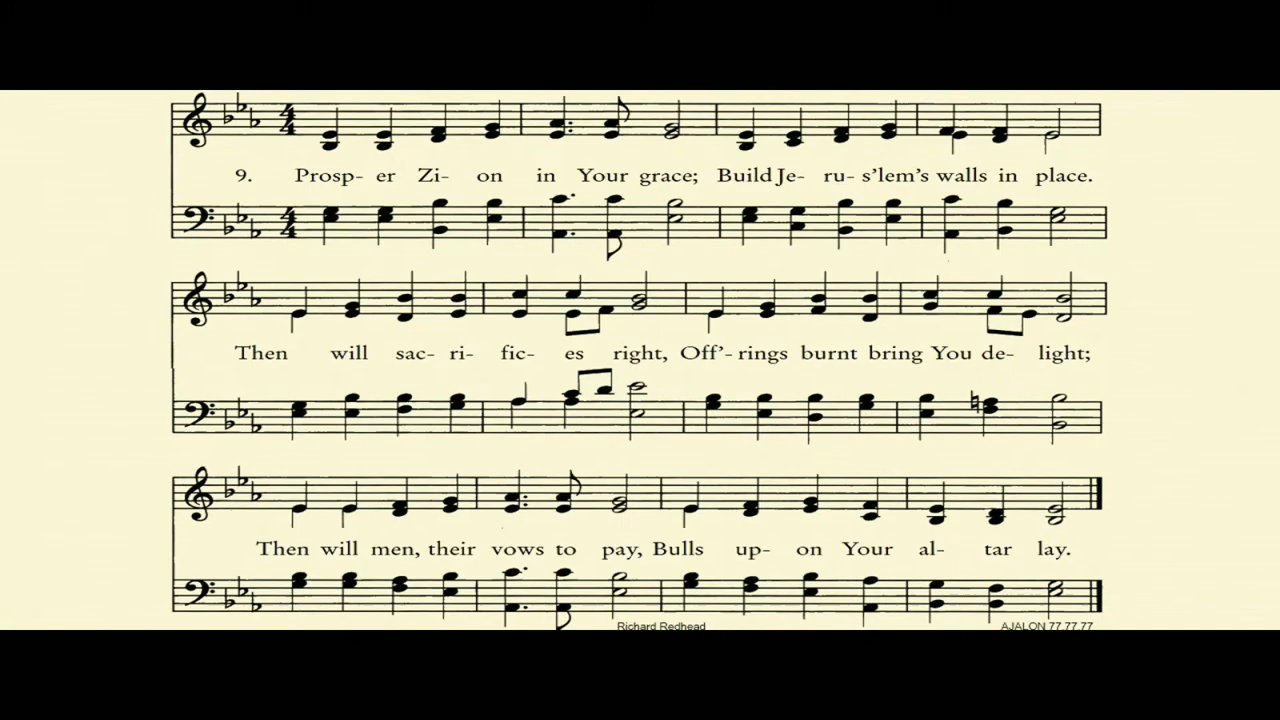 9. Prosp- er Zi- on in Your grace; Build Je- ru- s'lem's walls in place.
Then will sac- ri- fic- es right, Off'- rings burnt bring You de- light;
Then will men, their vows to pay, Bulls up- on Your al- tar lay.
Richard Redhead AJALON 77.77.77